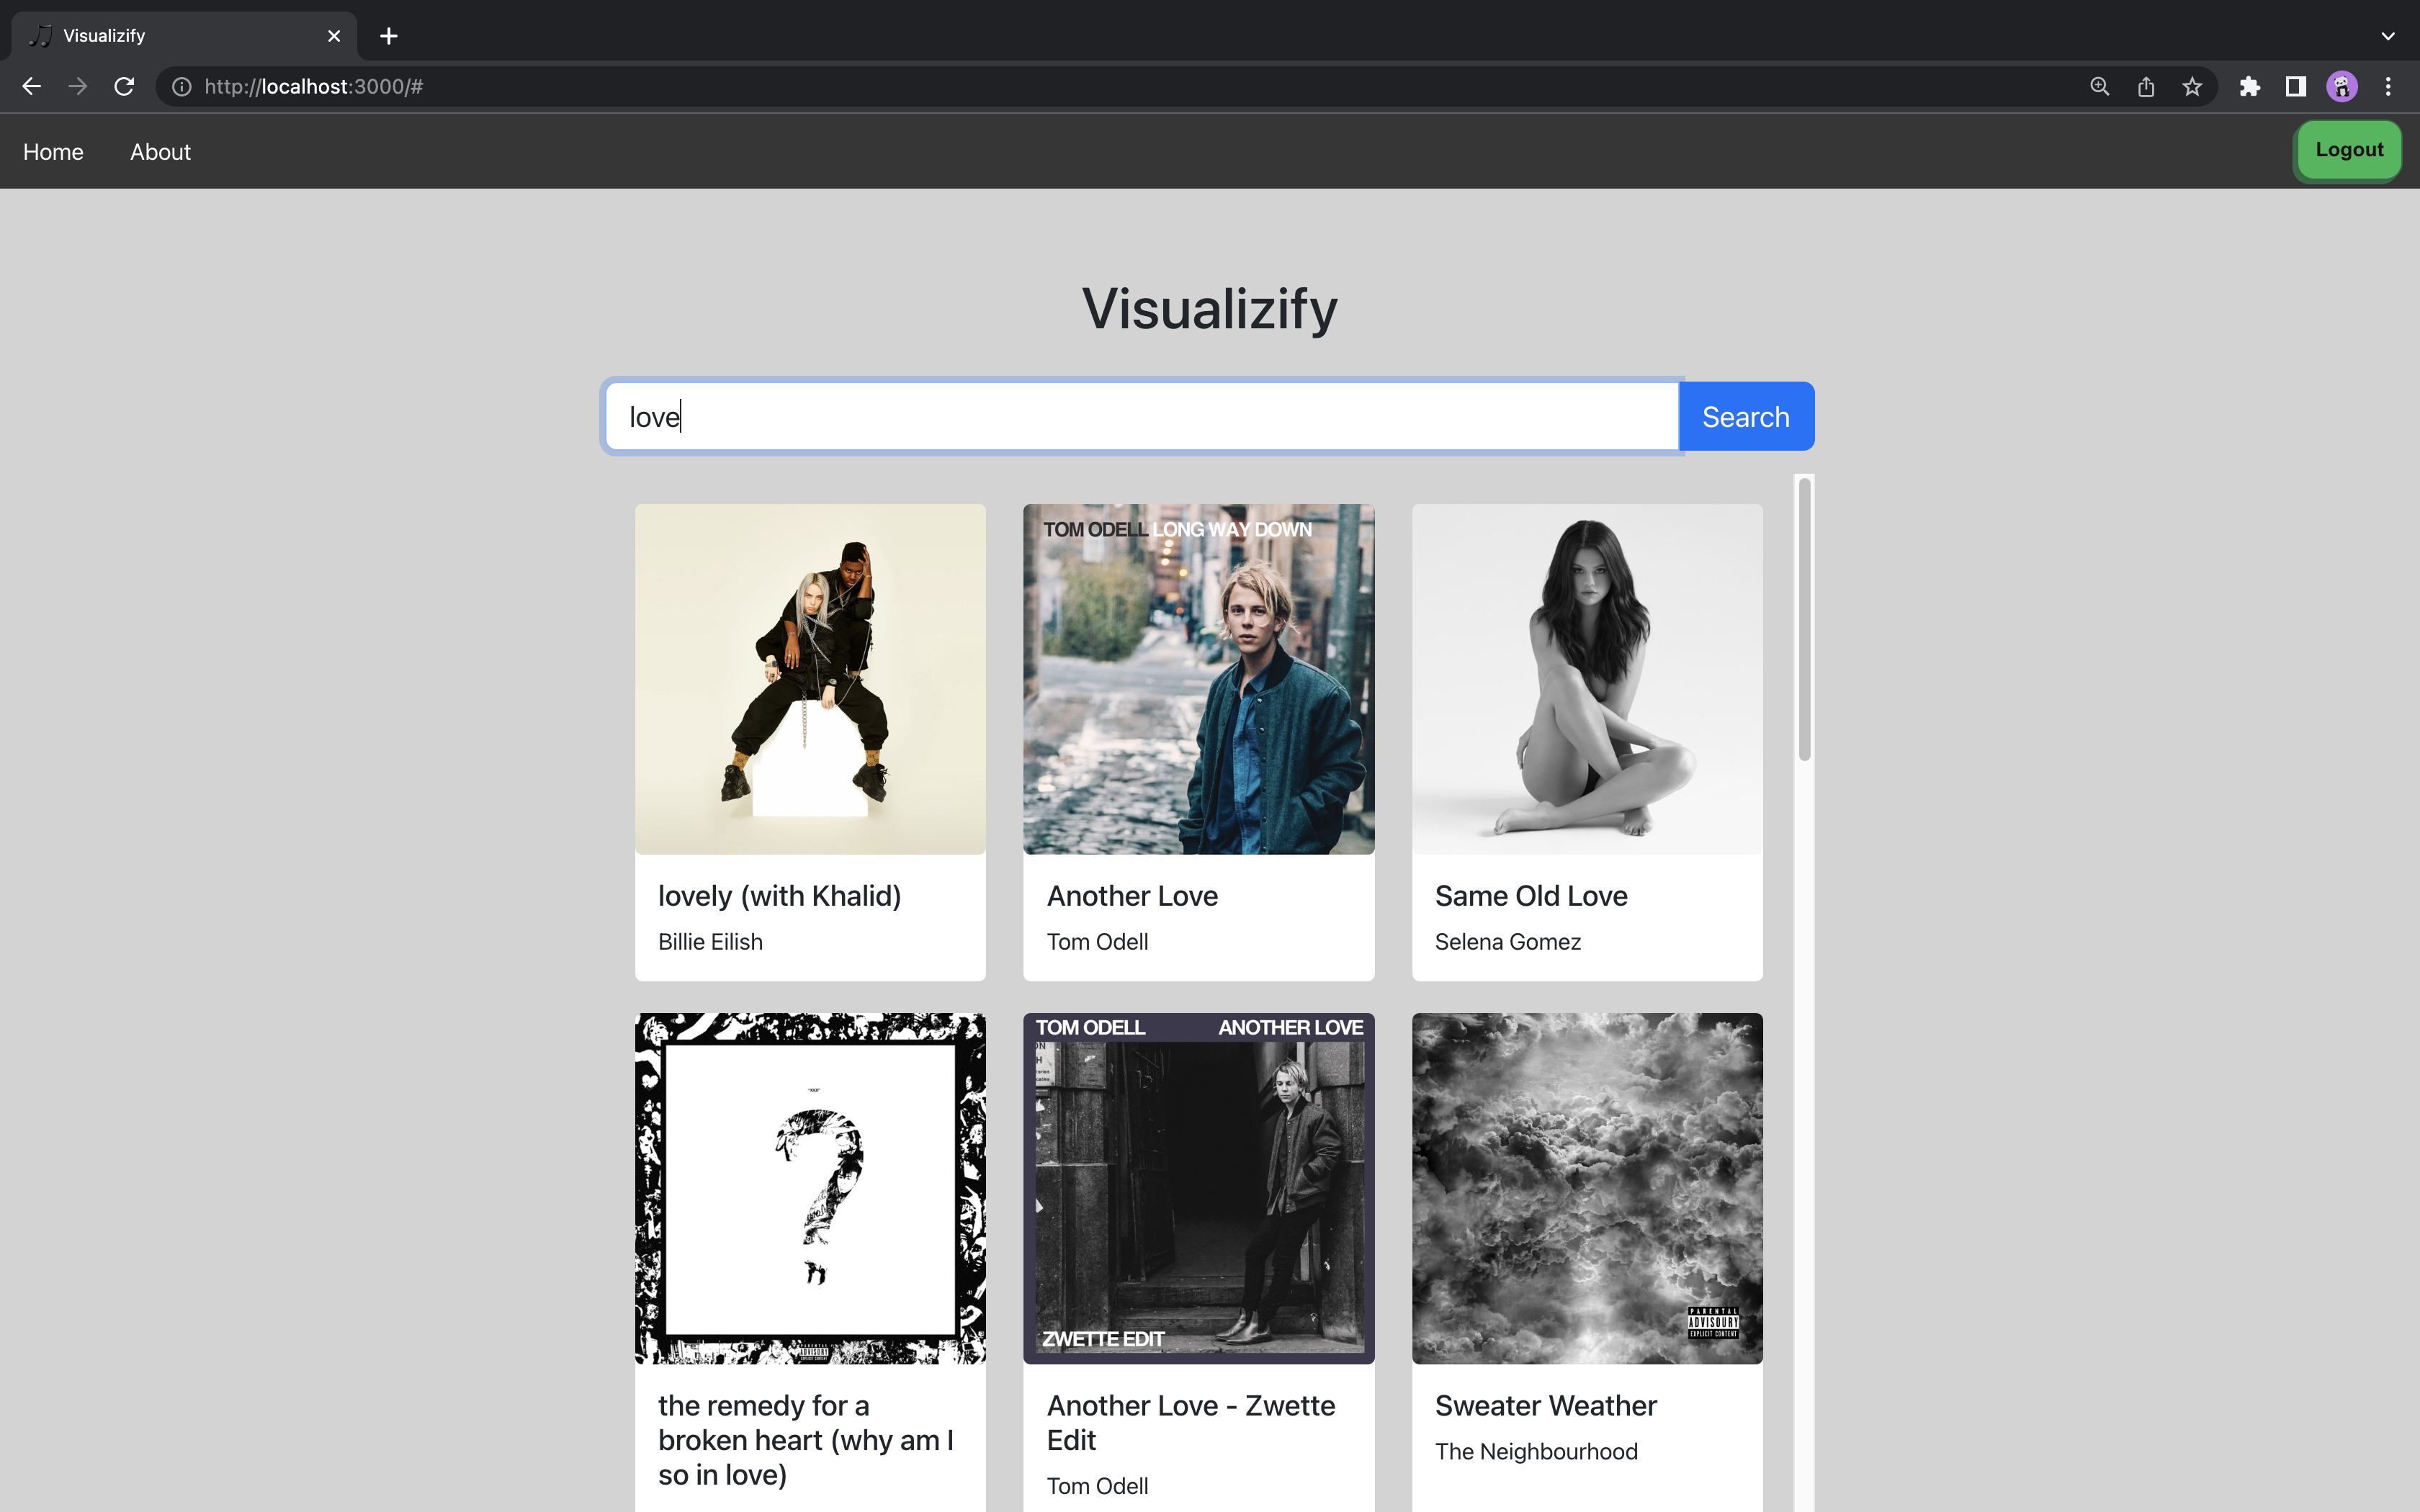 Visualizify
http://localhost:3000/#
Home About Logout
Visualizify
love Search
TOM ODELL LONG WAY DOWN
lovely (with Khalid)
Billie Eilish
Another Love
Tom Odell
Same Old Love
Selena Gomez
TOM ODELL ANOTHER LOVE
ZWETTE EDIT
PARENTAL
ADVISOURY
EXPLICIT CONTENT
the remedy for a
broken heart (why am I
so in love)
Another Love - Zwette
Edit
Tom Odell
Sweater Weather
The Neighbourhood